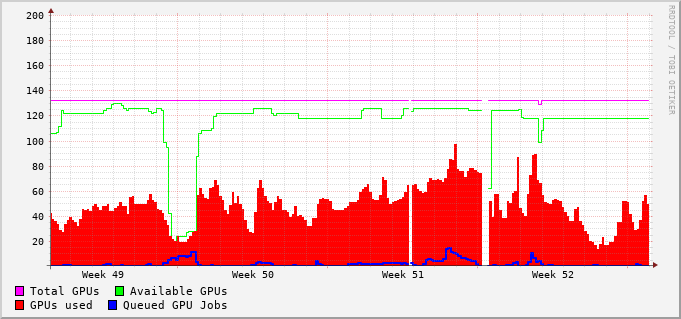 200
180
160
140
120
100
80
60
40
20
Week 49 Week 50 Week 51 Week 52
Total GPUs Available GPUs
GPUs used Queued GPU Jobs
RRDTOOL / TOBI OETIKER